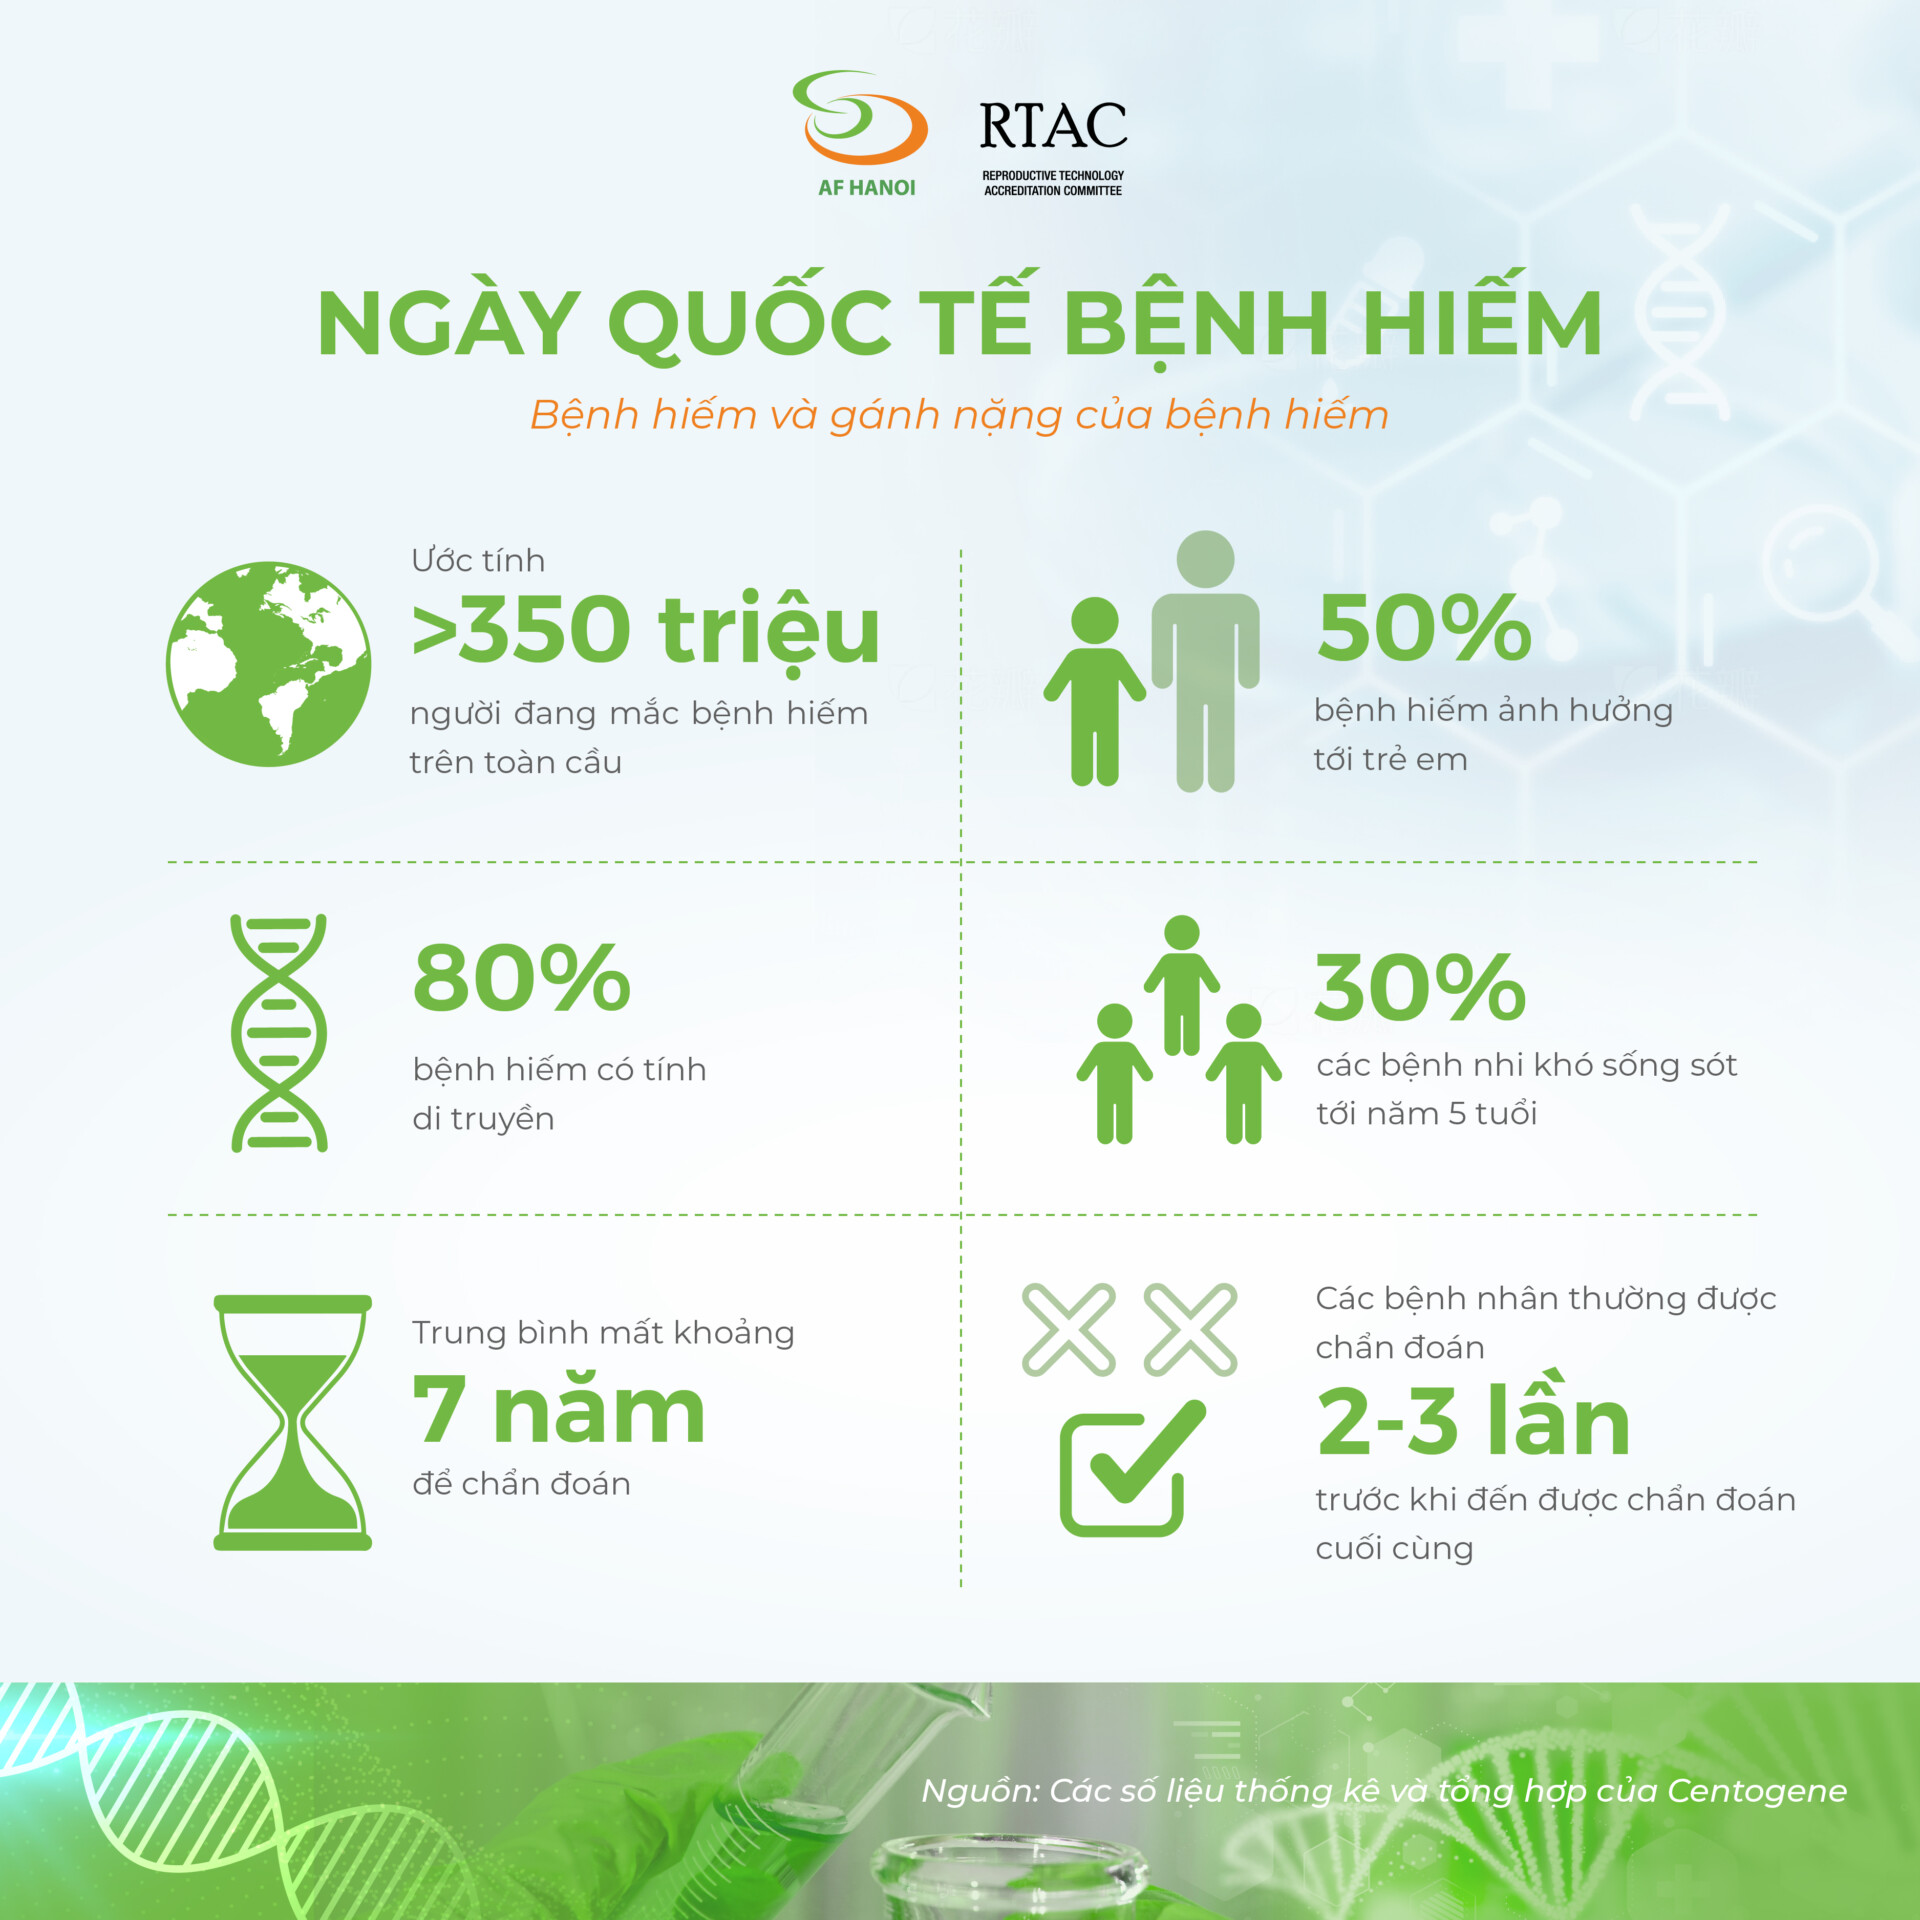 AF HANOI
RTAC
REPRODUCTIVE TECHNOLOGY
ACCREDITATION COMMITTEE
NGÀY QUỐC TẾ BỆNH HIẾM
Bệnh hiếm và gánh nặng của bệnh hiếm
Ước tính
>350 triệu
người đang mắc bệnh hiếm
trên toàn cầu
50%
bệnh hiếm ảnh hưởng
tới trẻ em
80%
bệnh hiếm có tính
di truyền
30%
các bệnh nhi khó sống sót
tới năm 5 tuổi
Trung bình mất khoảng
7 năm
để chẩn đoán
Các bệnh nhân thường được
chẩn đoán
2-3 lần
trước khi đến được chẩn đoán
cuối cùng
Nguồn: Các số liệu thống kê và tổng hợp của Centogene